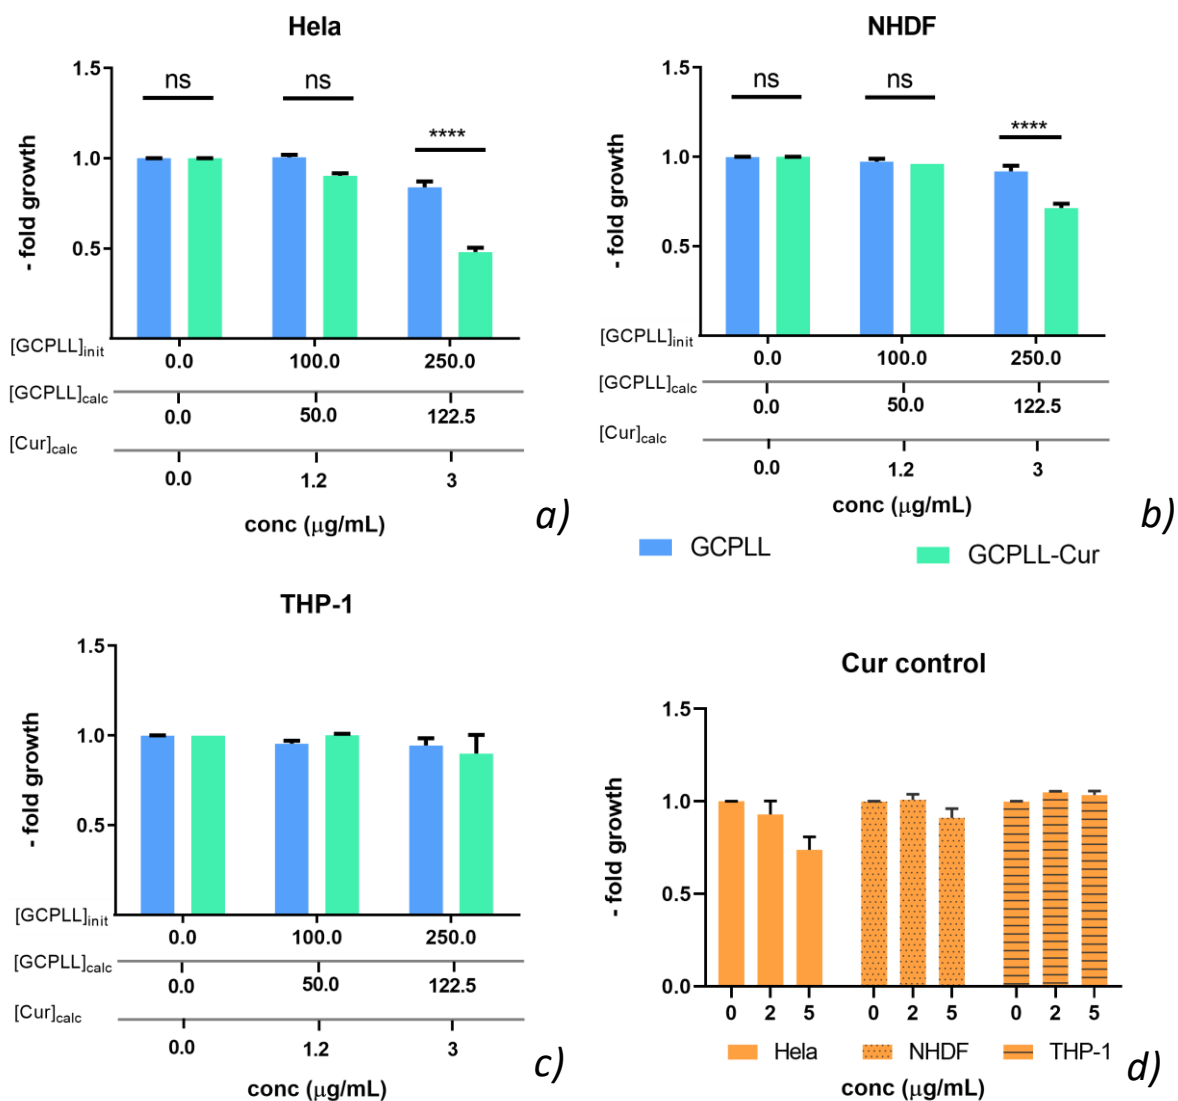 Hela
ns ns ****
1.5
1.0
0.5
- fold growth
[GCPLL]init 0.0 100.0 250.0
[GCPLL]calc 0.0 50.0 122.5
[Cur]calc 0.0 1.2 3
conc (μg/mL)
a)
NHDF
ns ns ****
1.5
1.0
0.5
0.0
- fold growth
[GCPLL]init 0.0 100.0 250.0
[GCPLL]calc 0.0 50.0 122.5
[Cur]calc 0.0 1.2 3
conc (μg/mL)
b)
GCPLL GCPLL-Cur
THP-1
1.5
1.0
0.5
- fold growth
[GCPLL]init 0.0 100.0 250.0
[GCPLL]calc 0.0 50.0 122.5
[Cur]calc 0.0 1.2 3
conc (μg/mL)
c)
Cur control
1.5
1.0
0.5
0.0
- fold growth
0 2 5 0 2 5 0 2 5
Hela NHDF THP-1
conc (μg/mL)
d)